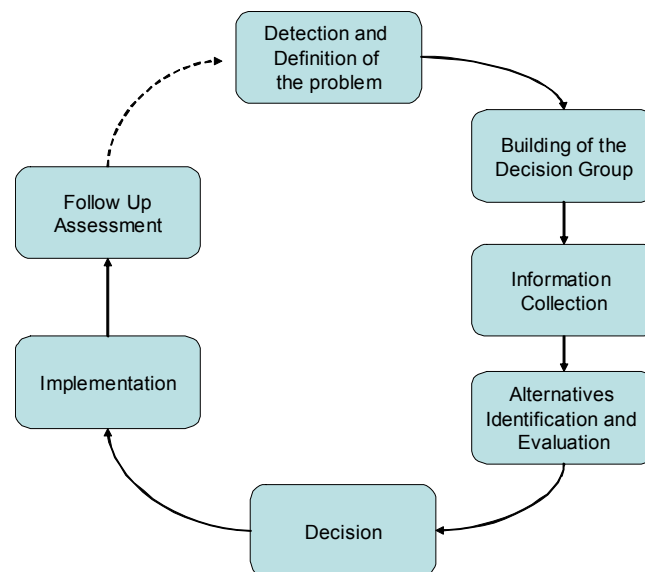 Detection and
Definition of
the problem
Building of the
Decision Group
Information
Collection
Alternatives
Identification and
Evaluation
Decision
Implementation
Follow Up
Assessment